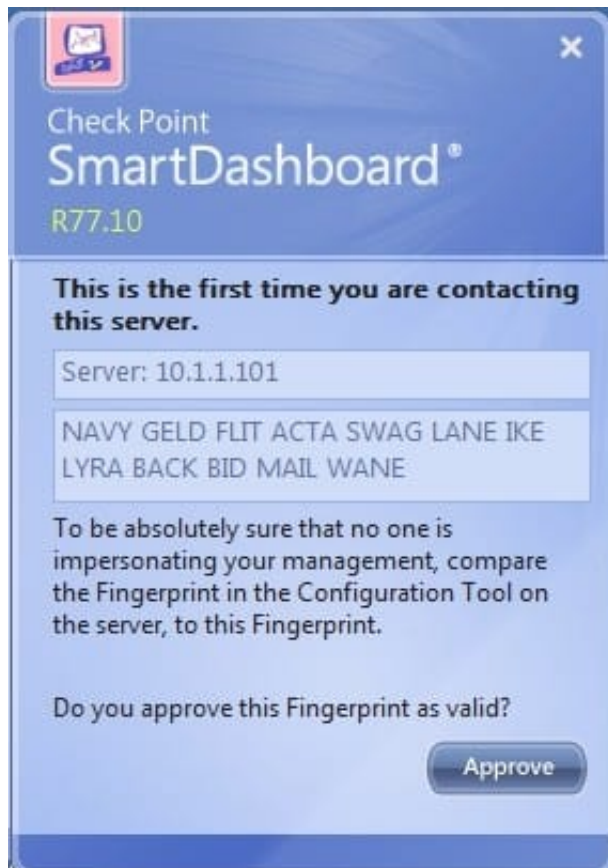 Check Point
SmartDashboard®
R77.10
This is the first time you are contacting
this server.
Server: 10.1.1.101
NAVY GELD FLIT ACTA SWAG LANE IKE
LYRA BACK BID MAIL WANE
To be absolutely sure that no one is
impersonating your management, compare
the Fingerprint in the Configuration Tool on
the server, to this Fingerprint.
Do you approve this Fingerprint as valid?
Approve